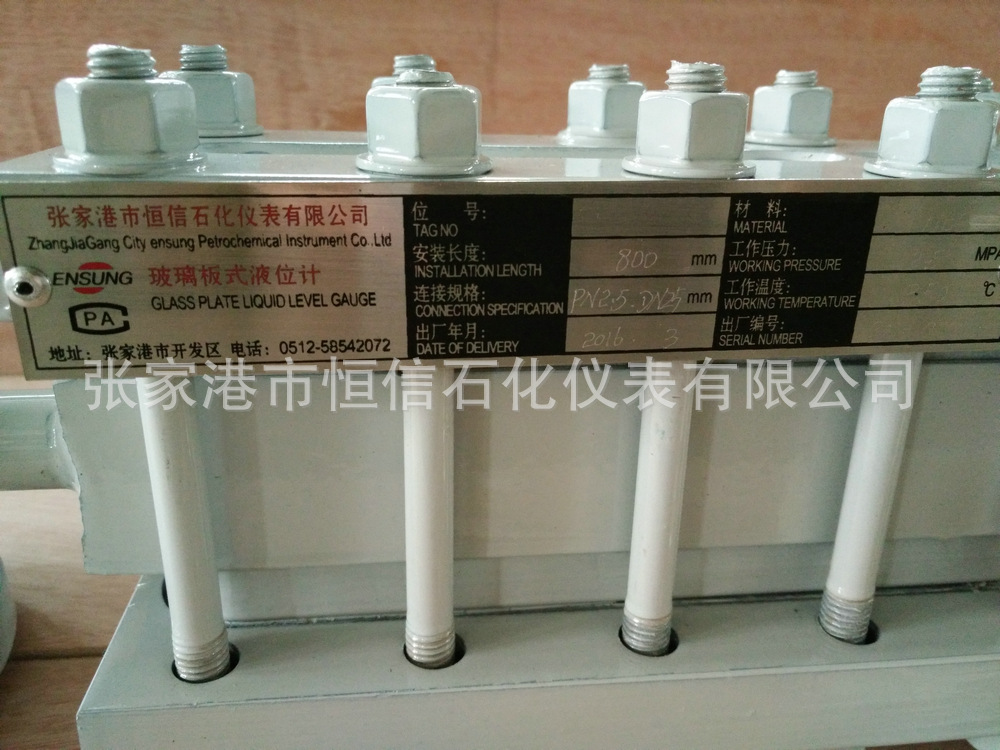 张家港市恒信石化仪表有限公司
ZhangJiaGang City ensung Petrochemical Instrument Co.,Ltd
ENSUNG 玻璃板式液位计
GLASS PLATE LIQUID LEVEL GAUGE
CPA
地址：张家港市开发区 电话：0512-58542072
位 号：
TAG NO
安装长度：
INSTALLATION LENGTH 800 mm
连接规格：
CONNECTION SPECIFICATION PN2.5.DN25 mm
出厂年月：
DATE OF DELIVERY 2016.3
材 料：
MATERIAL
工作压力：
WORKING PRESSURE MPA
工作温度：
WORKING TEMPERATURE ℃
出厂编号：
SERIAL NUMBER
张家港市恒信石化仪表有限公司